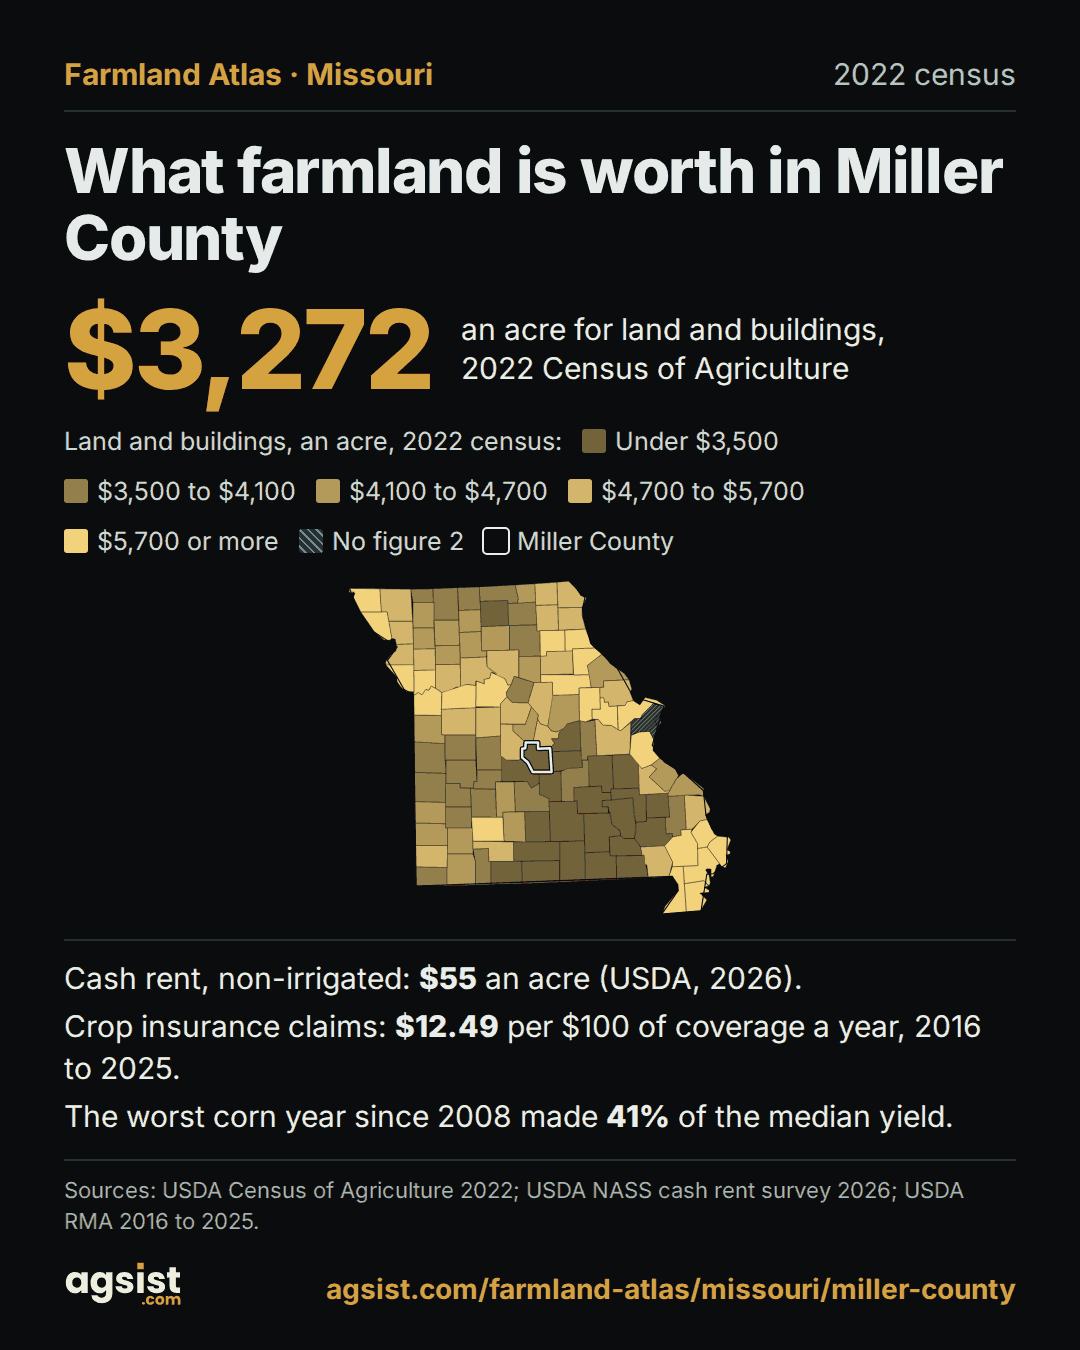 Farmland Atlas · Missouri
2022 census
What farmland is worth in Miller
County
$3,272
an acre for land and buildings,
2022 Census of Agriculture
Land and buildings, an acre, 2022 census: Under $3,500
$3,500 to $4,100 $4,100 to $4,700 $4,700 to $5,700
$5,700 or more No figure 2 Miller County
Cash rent, non-irrigated: $55 an acre (USDA, 2026).
Crop insurance claims: $12.49 per $100 of coverage a year, 2016
to 2025.
The worst corn year since 2008 made 41% of the median yield.
Sources: USDA Census of Agriculture 2022; USDA NASS cash rent survey 2026; USDA
RMA 2016 to 2025.
agsist
.com
agsist.com/farmland-atlas/missouri/miller-county